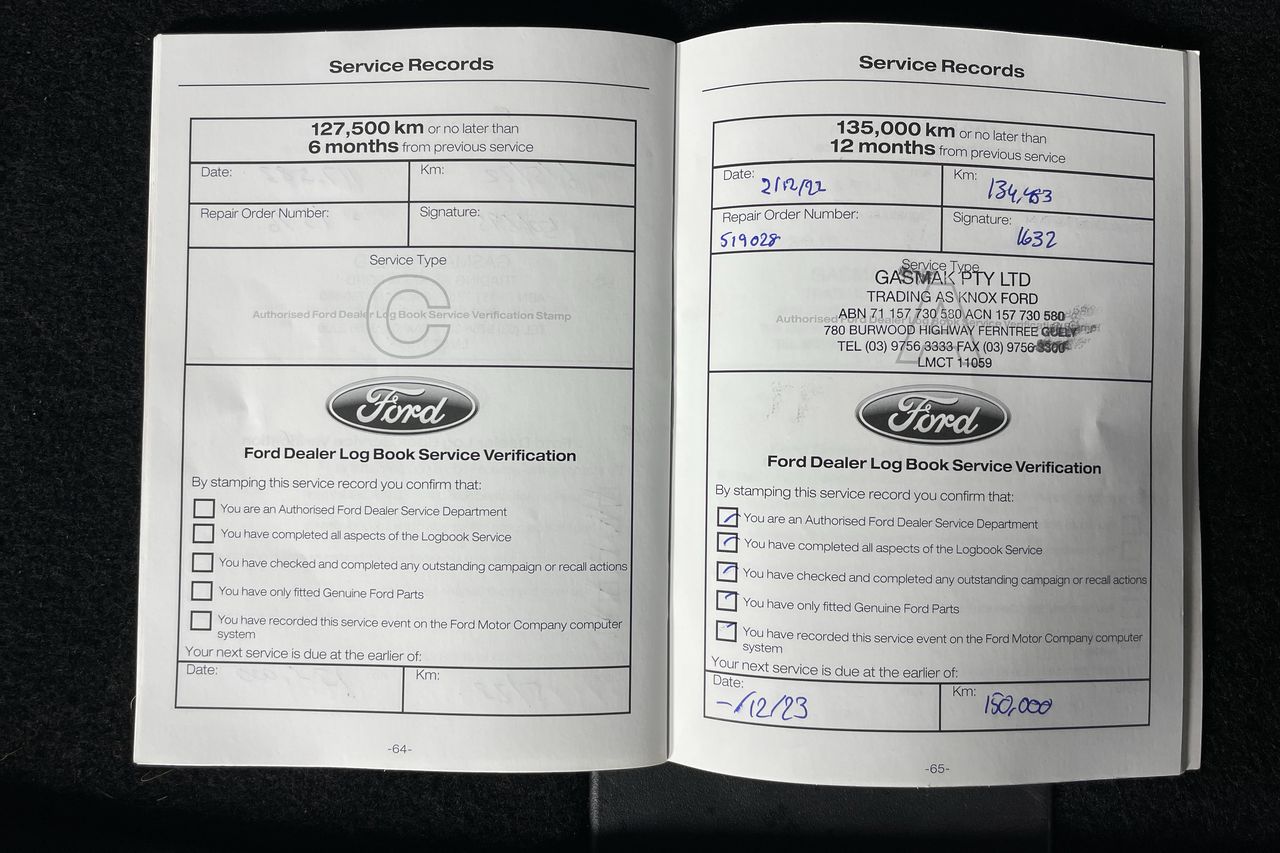 Service Records
127,500 km or no later than
6 months from previous service
Date:
Km:
Repair Order Number:
Signature:
Service Type
C
Authorised Ford Dealer Log Book Service Verification Stamp
Ford
Ford Dealer Log Book Service Verification
By stamping this service record you confirm that:
You are an Authorised Ford Dealer Service Department
You have completed all aspects of the Logbook Service
You have checked and completed any outstanding campaign or recall actions
You have only fitted Genuine Ford Parts
You have recorded this service event on the Ford Motor Company computer
system
Your next service is due at the earlier of:
Date:
Km:
-64-
Service Records
135,000 km or no later than
12 months from previous service
Date: 2/12/22
Km: 134,483
Repair Order Number:
519028
Signature:
1632
Service Type
A
GASMAK PTY LTD
TRADING AS KNOX FORD
ABN 71 157 730 580 ACN 157 730 580
Authorised Ford Dealer Log Book Service Verification
780 BURWOOD HIGHWAY FERNTREE GULLY
TEL (03) 9756 3333 FAX (03) 9756 3300
LMCT 11059
Ford
Ford Dealer Log Book Service Verification
By stamping this service record you confirm that:
You are an Authorised Ford Dealer Service Department
You have completed all aspects of the Logbook Service
You have checked and completed any outstanding campaign or recall actions
You have only fitted Genuine Ford Parts
You have recorded this service event on the Ford Motor Company computer
system
Your next service is due at the earlier of:
Date:
-/12/23
Km:
150,000
-65-